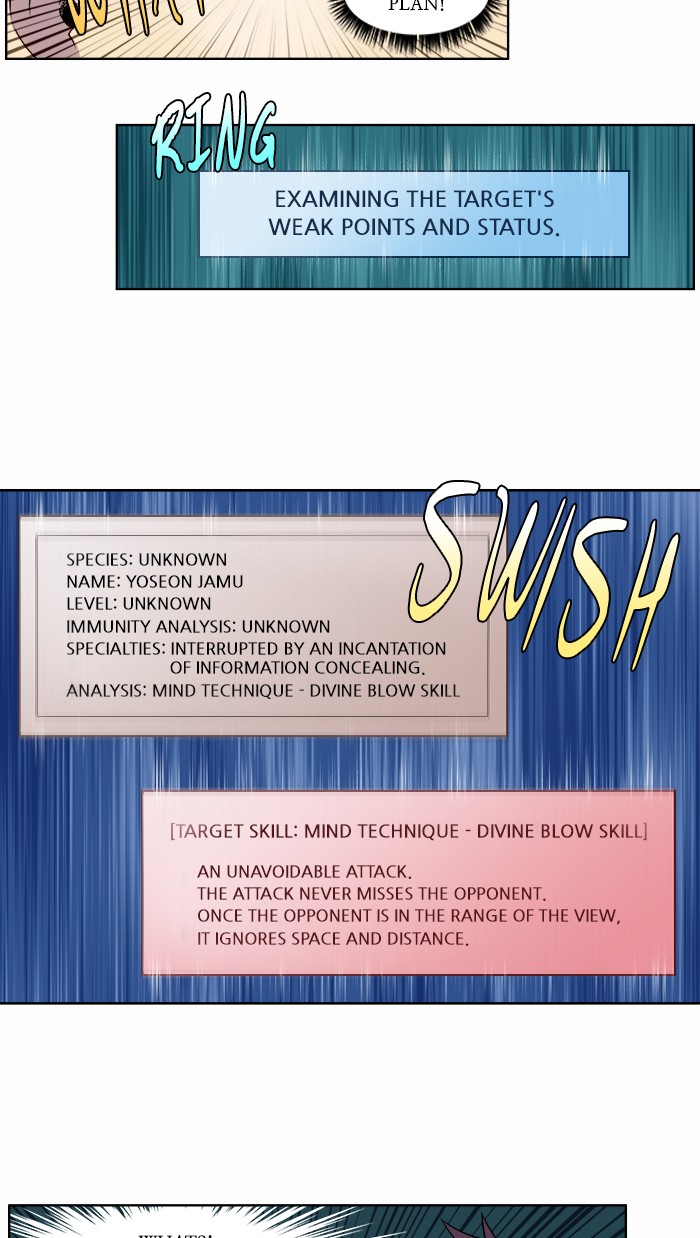 PLAN!
RING
EXAMINING THE TARGET'S
WEAK POINTS AND STATUS.
SWISH
SPECIES: UNKNOWN
NAME: YOSEON JAMU
LEVEL: UNKNOWN
IMMUNITY ANALYSIS: UNKNOWN
SPECIALTIES: INTERRUPTED BY AN INCANTATION
OF INFORMATION CONCEALING.
ANALYSIS: MIND TECHNIQUE - DIVINE BLOW SKILL
[TARGET SKILL: MIND TECHNIQUE - DIVINE BLOW SKILL]
AN UNAVOIDABLE ATTACK.
THE ATTACK NEVER MISSES THE OPPONENT.
ONCE THE OPPONENT IS IN THE RANGE OF THE VIEW,
IT IGNORES SPACE AND DISTANCE.